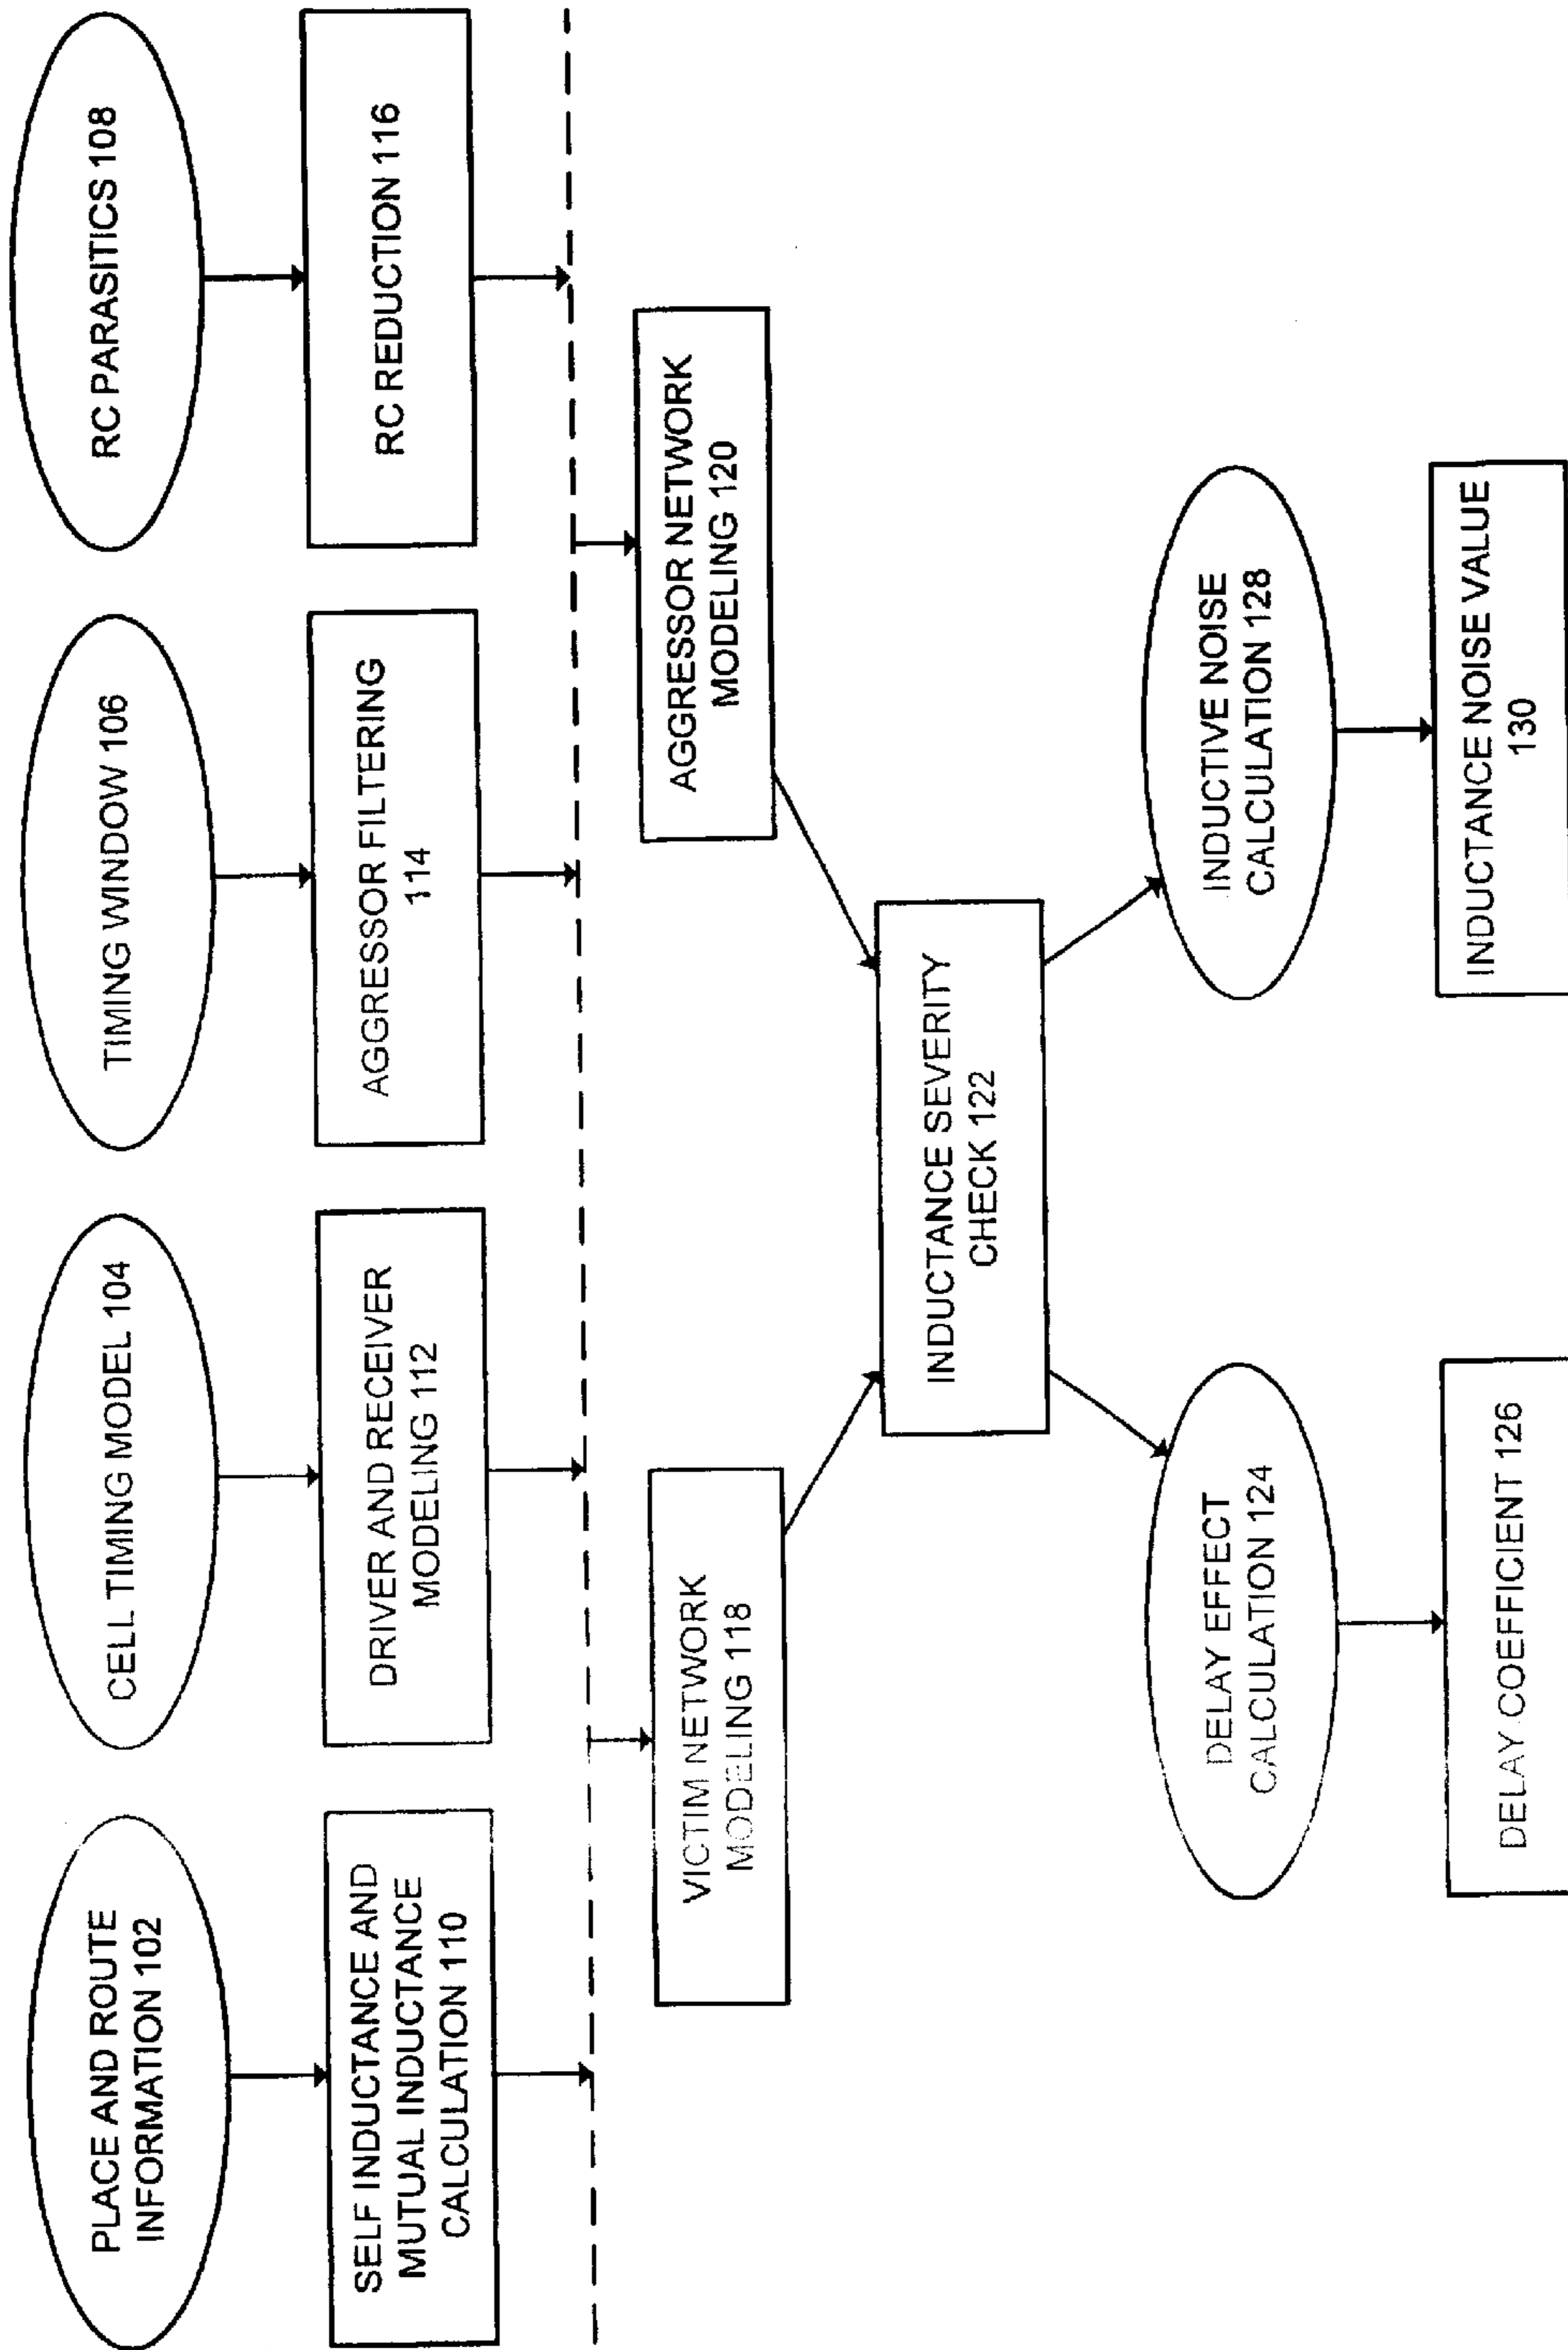 PLACE AND ROUTE
INFORMATION 102
CELL TIMING MODEL 104
TIMING WINDOW 106
RC PARASITICS 108
SELF INDUCTANCE AND
MUTUAL INDUCTANCE
CALCULATION 110
DRIVER AND RECEIVER
MODELING 112
AGGRESSOR FILTERING
114
RC REDUCTION 116
VICTIM NETWORK
MODELING 118
AGGRESSOR NETWORK
MODELING 120
INDUCTANCE SEVERITY
CHECK 122
DELAY EFFECT
CALCULATION 124
INDUCTIVE NOISE
CALCULATION 128
DELAY COEFFICIENT 126
INDUCTANCE NOISE VALUE
130